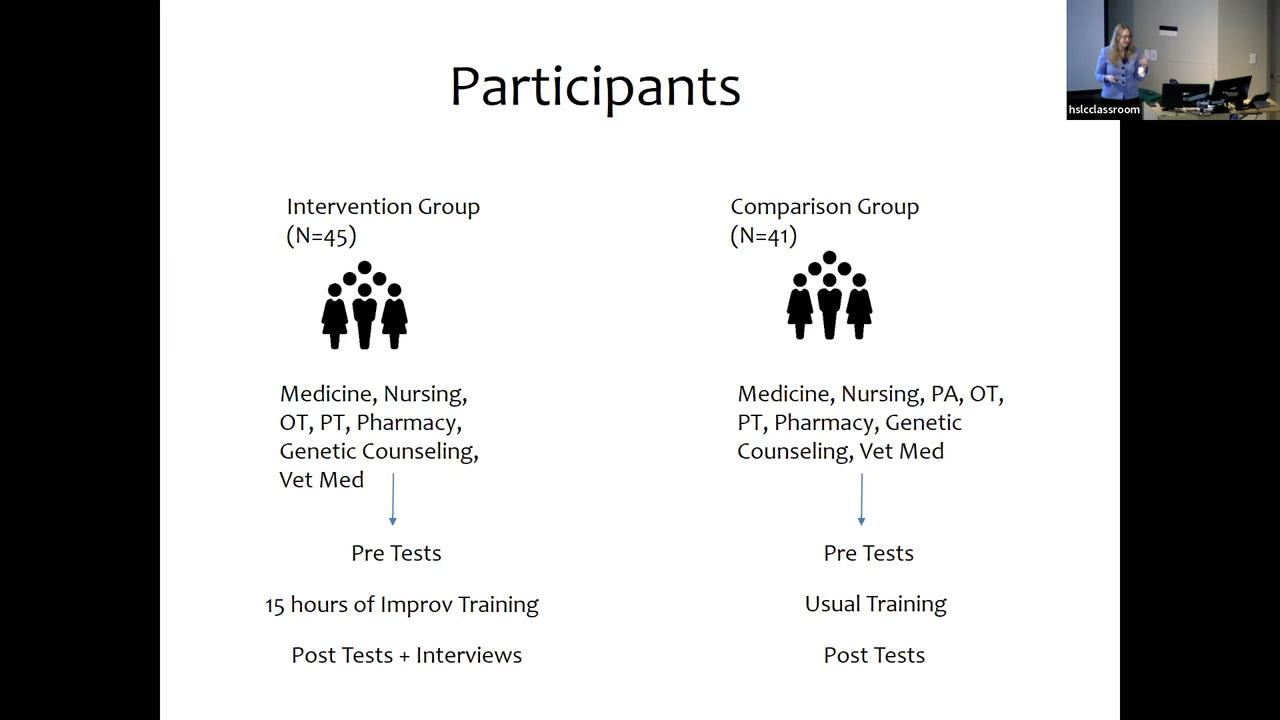 Participants
hslcclassroom
Intervention Group
(N=45)
Medicine, Nursing,
OT, PT, Pharmacy,
Genetic Counseling,
Vet Med
Pre Tests
15 hours of Improv Training
Post Tests + Interviews
Comparison Group
(N=41)
Medicine, Nursing, PA, OT,
PT, Pharmacy, Genetic
Counseling, Vet Med
Pre Tests
Usual Training
Post Tests